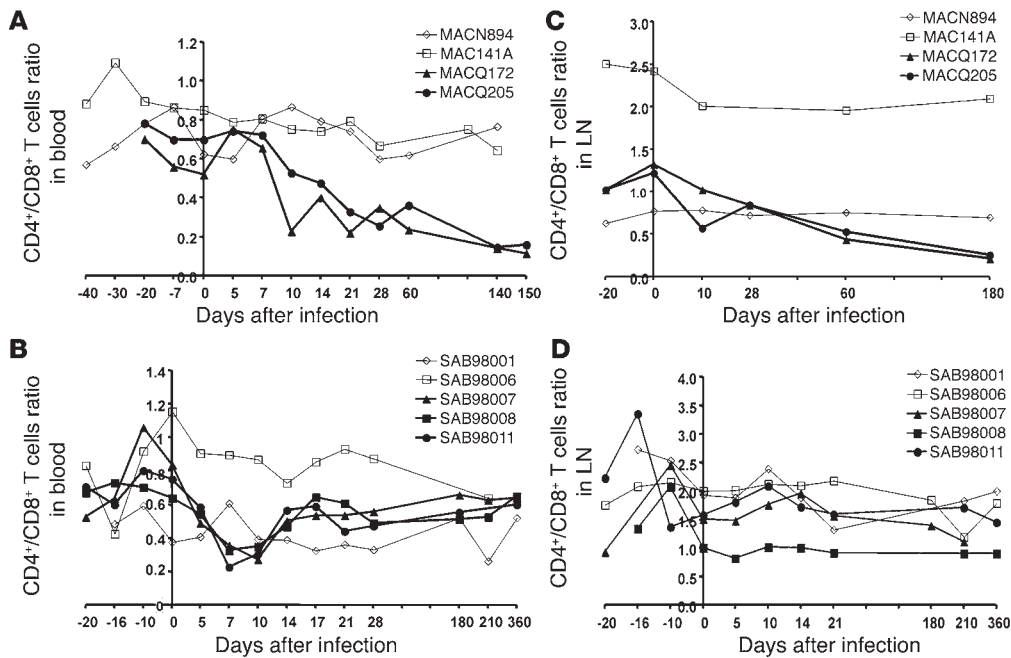 A
CD4+/CD8+ T cells ratio
in blood
MACN894
MAC141A
MACQ172
MACQ205
1.2
1.0
0.8
0.6
0.4
0.2
0.0
-40 -30 -20 -7 0 5 7 10 14 21 28 60 140 150
Days after infection
C
CD4+/CD8+ T cells ratio
in LN
MACN894
MAC141A
MACQ172
MACQ205
3.0
2.5
2.0
1.5
1.0
0.5
0.0
-20 0 10 28 60 180
Days after infection
B
CD4+/CD8+ T cells ratio
in blood
SAB98001
SAB98006
SAB98007
SAB98008
SAB98011
1.4
1.2
1
0.8
0.6
0.4
0.2
0
-20 -16 -10 0 5 7 10 14 17 21 28 180 210 360
Days after infection
D
CD4+/CD8+ T cells ratio
in LN
SAB98001
SAB98006
SAB98007
SAB98008
SAB98011
4.0
3.5
3.0
2.5
2.0
1.5
1.0
0.5
0.0
-20 -16 -10 0 5 10 14 21 180 210 360
Days after infection